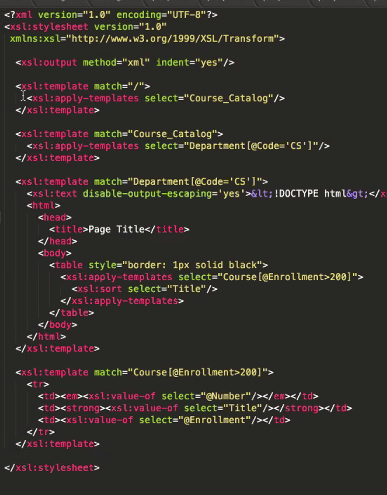 <?xml version="1.0" encoding="UTF-8"?>
<xsl:stylesheet version="1.0"
xmlns:xsl="http://www.w3.org/1999/XSL/Transform">
<xsl:output method="xml" indent="yes"/>
<xsl:template match="/">
<xsl:apply-templates select="Course_Catalog"/>
</xsl:template>
<xsl:template match="Course_Catalog">
<xsl:apply-templates select="Department[@Code='CS']"/>
</xsl:template>
<xsl:template match="Department[@Code='CS']">
<xsl:text disable-output-escaping='yes'>&lt;!DOCTYPE html&gt;</x
<html>
<head>
<title>Page Title</title>
</head>
<body>
<table style="border: 1px solid black">
<xsl:apply-templates select="Course[@Enrollment>200]">
<xsl:sort select="Title"/>
</xsl:apply-templates>
</table>
</body>
</html>
</xsl:template>
<xsl:template match="Course[@Enrollment>200]">
<tr>
<td><em><xsl:value-of select="@Number"/></em></td>
<td><strong><xsl:value-of select="Title"/></strong></td>
<td><xsl:value-of select="@Enrollment"/></td>
</tr>
</xsl:template>
</xsl:stylesheet>